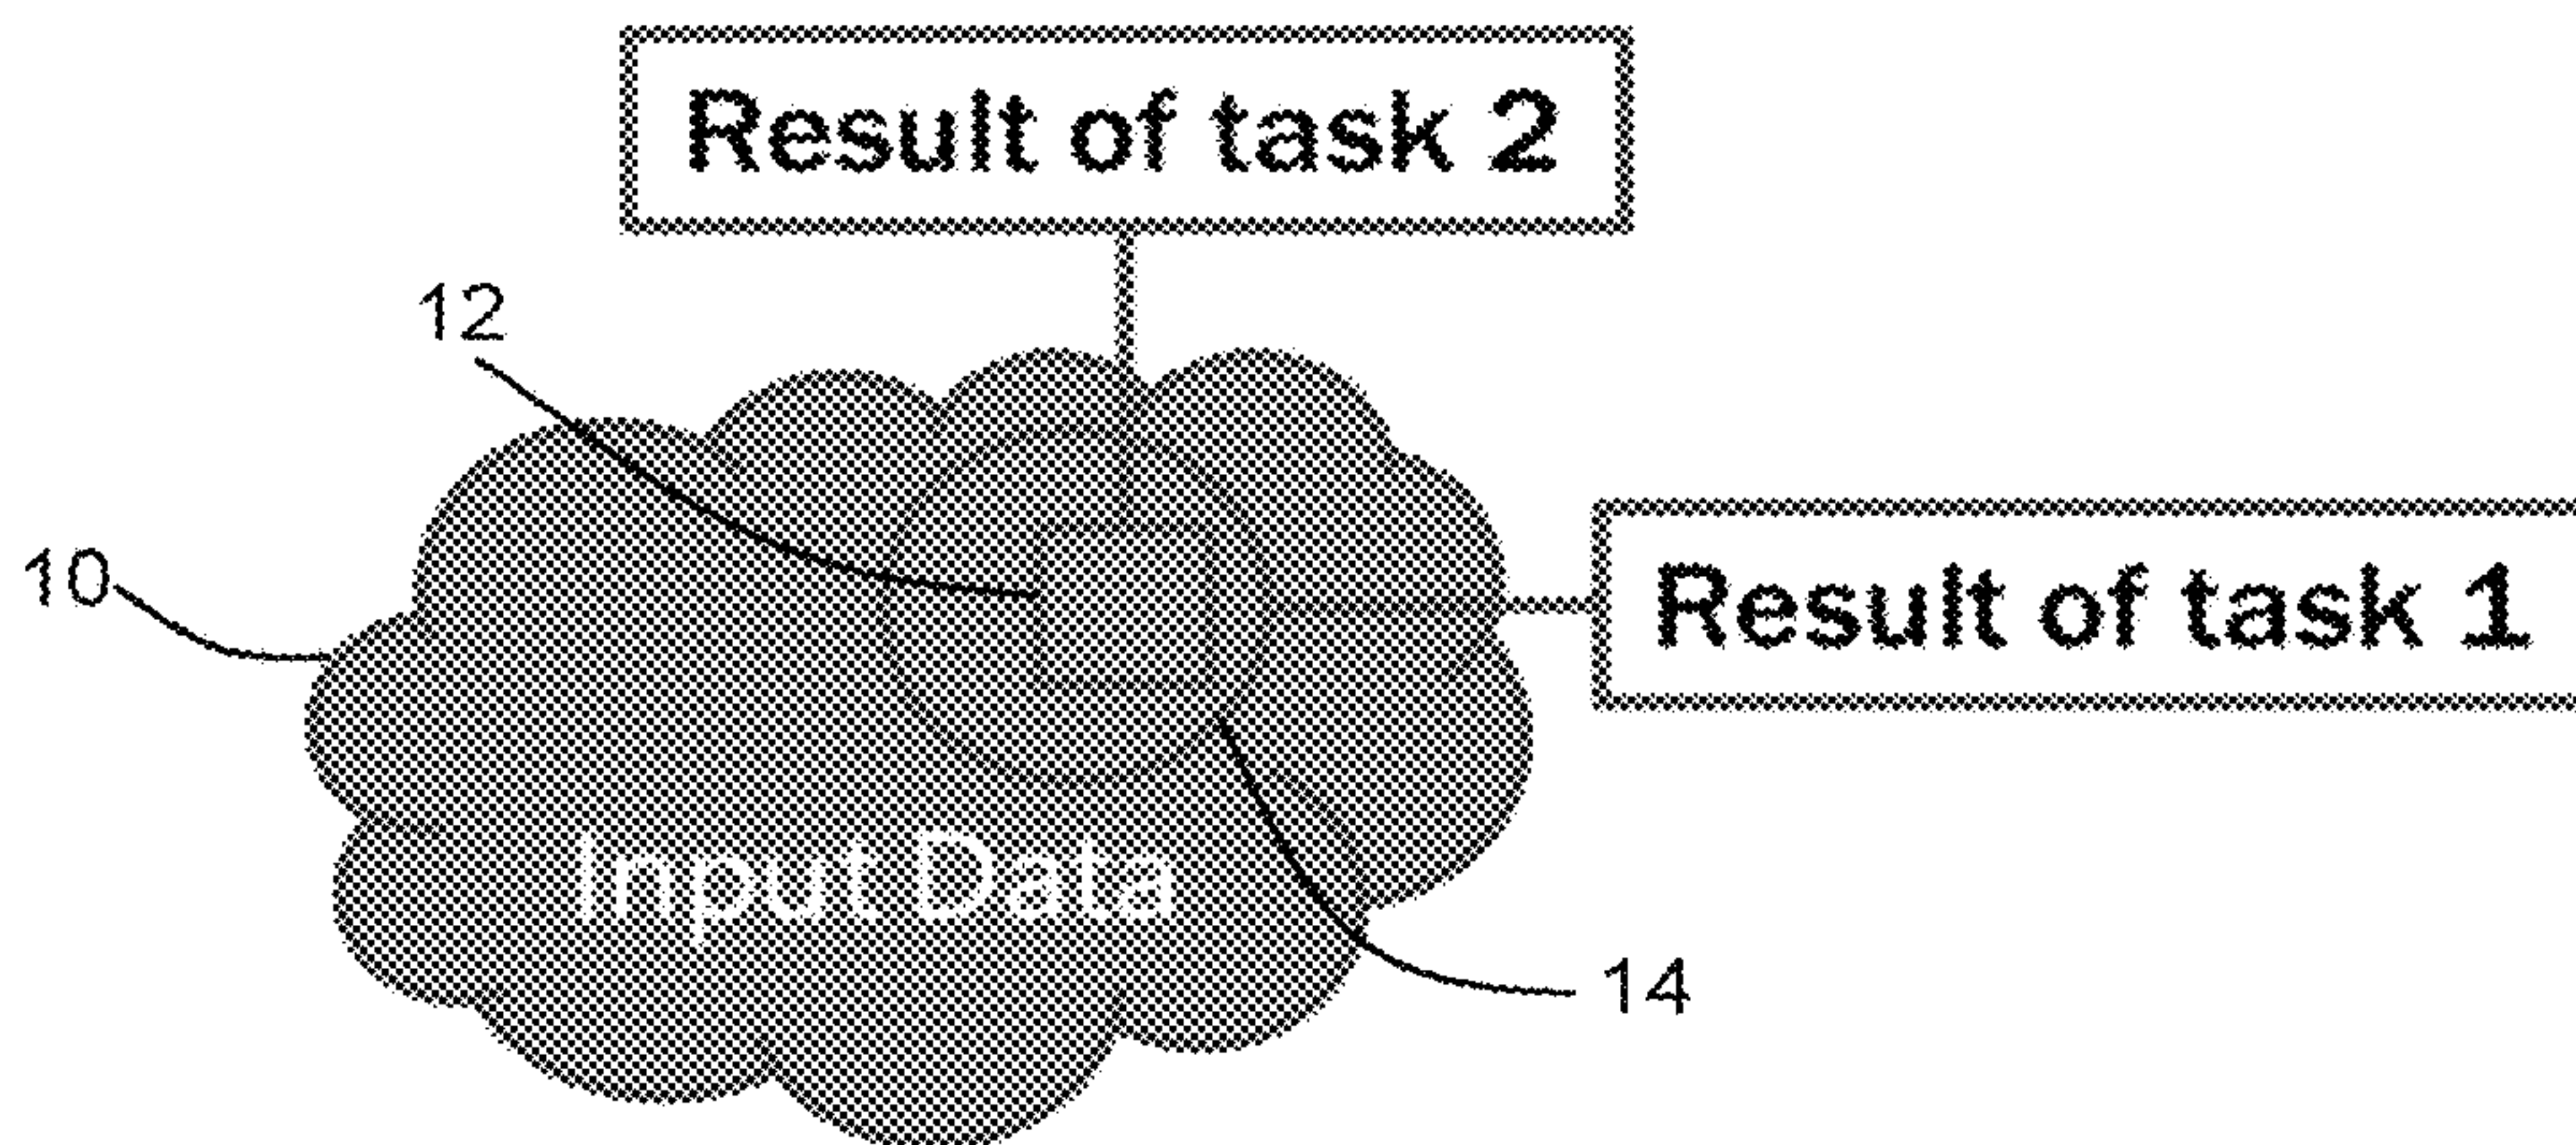 Result of task 2
12
10
Result of task 1
Input Data
14